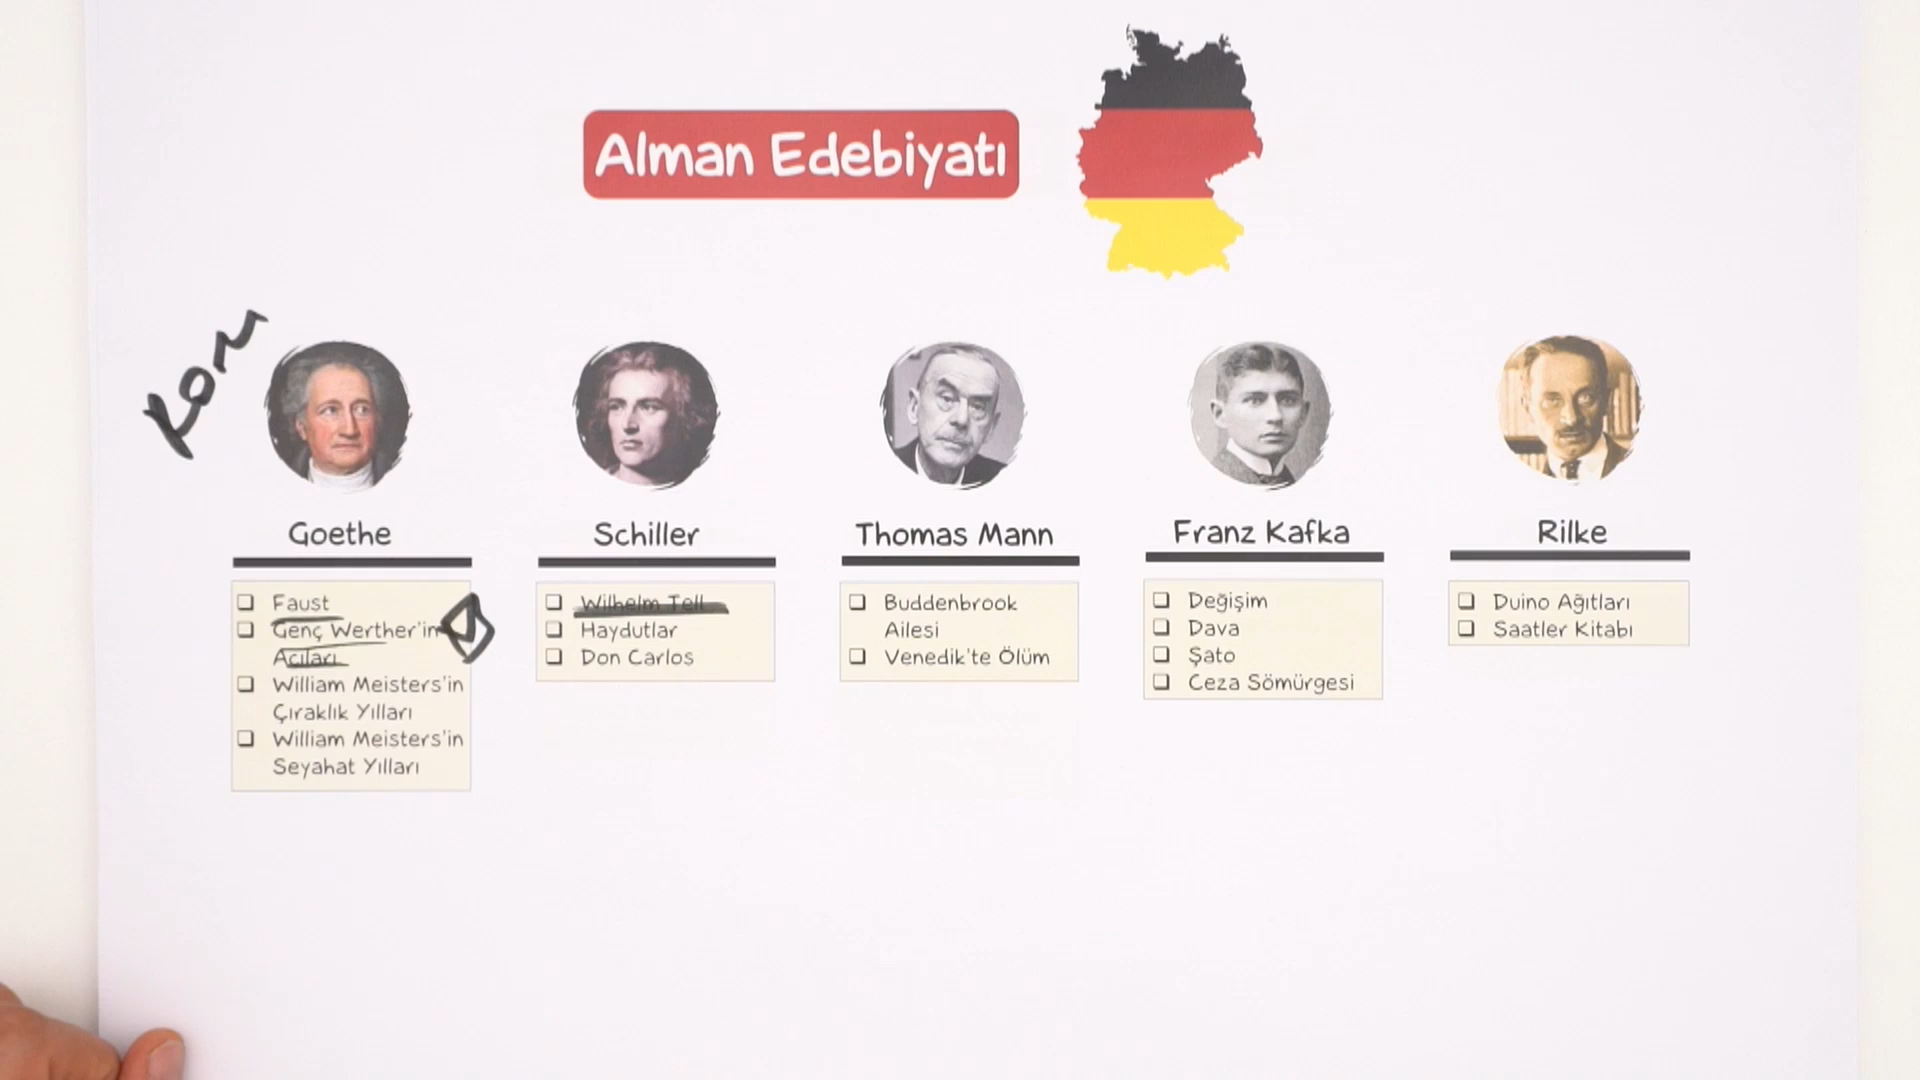 Alman Edebiyatı
Rom
Goethe
Faust
Genç Werther'in
Acıları
William Meisters'in
Çıraklık Yılları
William Meisters'in
Seyahat Yılları
Schiller
Wilhelm Tell
Haydutlar
Don Carlos
Thomas Mann
Buddenbrook
Ailesi
Venedik'te Ölüm
Franz Kafka
Değişim
Dava
Şato
Ceza Sömürgesi
Rilke
Duino Ağıtları
Saatler Kitabı